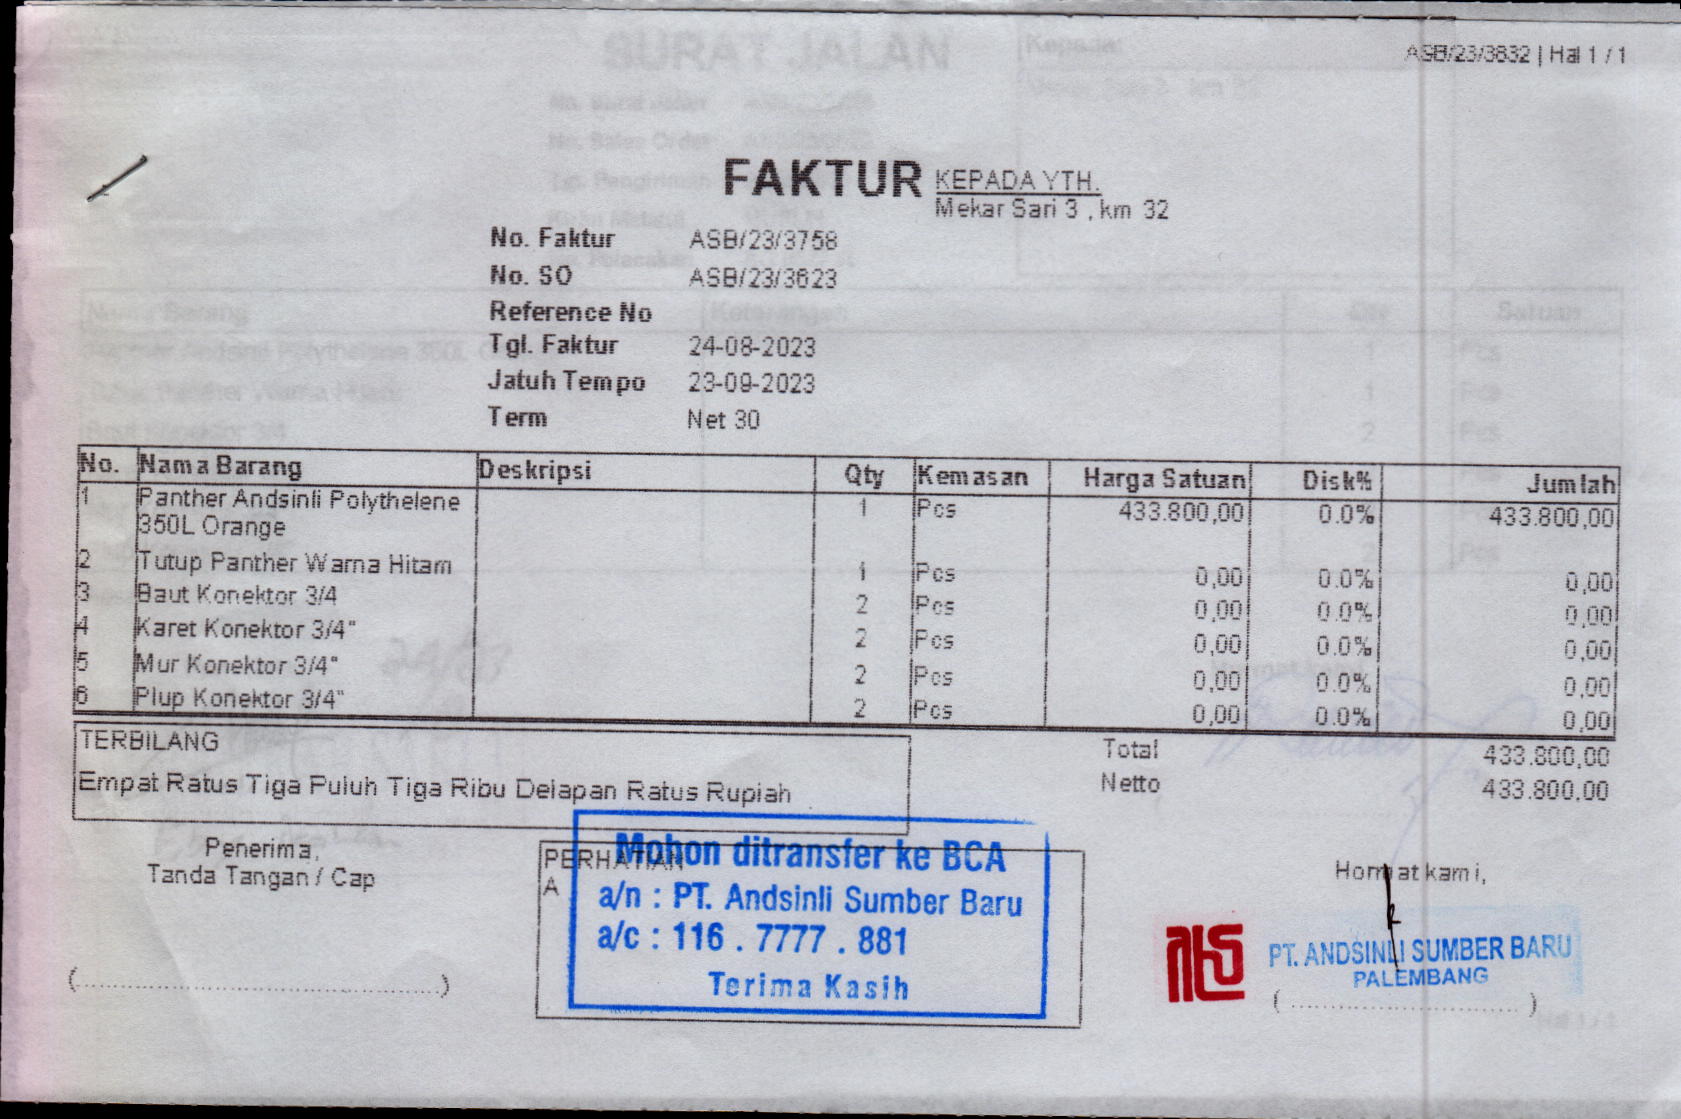 ASB/23/3832 | Hal 1 / 1
FAKTUR
KEPADA YTH.
Mekar Sari 3 , km 32
No. Faktur ASB/23/3758
No. SO ASB/23/3623
Reference No
Tgl. Faktur 24-08-2023
Jatuh Tempo 23-09-2023
Term Net 30
No. Nama Barang Deskripsi Qty Kemasan Harga Satuan Disk% Jumlah
1 Panther Andsinli Polythelene 1 Pcs 433.800,00 0.0% 433.800,00
350L Orange
2 Tutup Panther Warna Hitam 1 Pcs 0,00 0.0% 0,00
3 Baut Konektor 3/4 2 Pcs 0,00 0.0% 0,00
4 Karet Konektor 3/4" 2 Pcs 0,00 0.0% 0,00
5 Mur Konektor 3/4" 2 Pcs 0,00 0.0% 0,00
6 Plup Konektor 3/4" 2 Pcs 0,00 0.0% 0,00
TERBILANG
Empat Ratus Tiga Puluh Tiga Ribu Delapan Ratus Rupiah
Total 433.800,00
Netto 433.800,00
Penerima,
Tanda Tangan / Cap
(........................................)
PERHATIAN
A
Mohon ditransfer ke BCA
a/n : PT. Andsinli Sumber Baru
a/c : 116 . 7777 . 881
Terima Kasih
Hormat kami,
PT. ANDSINLI SUMBER BARU
PALEMBANG
(..............................)
SURAT JALAN
Kepada:
Nama Barang Keterangan Qty Satuan